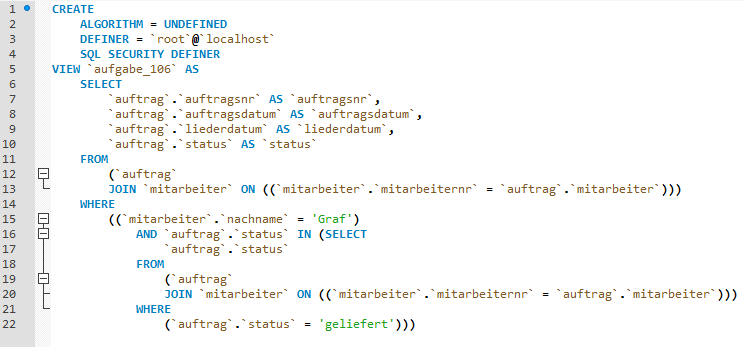 1 CREATE
2 ALGORITHM = UNDEFINED
3 DEFINER = `root`@`localhost`
4 SQL SECURITY DEFINER
5 VIEW `aufgabe_106` AS
6 SELECT
7 `auftrag`.`auftragsnr` AS `auftragsnr`,
8 `auftrag`.`auftragsdatum` AS `auftragsdatum`,
9 `auftrag`.`liederdatum` AS `liederdatum`,
10 `auftrag`.`status` AS `status`
11 FROM
12 (`auftrag`
13 JOIN `mitarbeiter` ON ((`mitarbeiter`.`mitarbeiternr` = `auftrag`.`mitarbeiter`)))
14 WHERE
15 ((`mitarbeiter`.`nachname` = 'Graf')
16 AND `auftrag`.`status` IN (SELECT
17 `auftrag`.`status`
18 FROM
19 (`auftrag`
20 JOIN `mitarbeiter` ON ((`mitarbeiter`.`mitarbeiternr` = `auftrag`.`mitarbeiter`)))
21 WHERE
22 (`auftrag`.`status` = 'geliefert')))